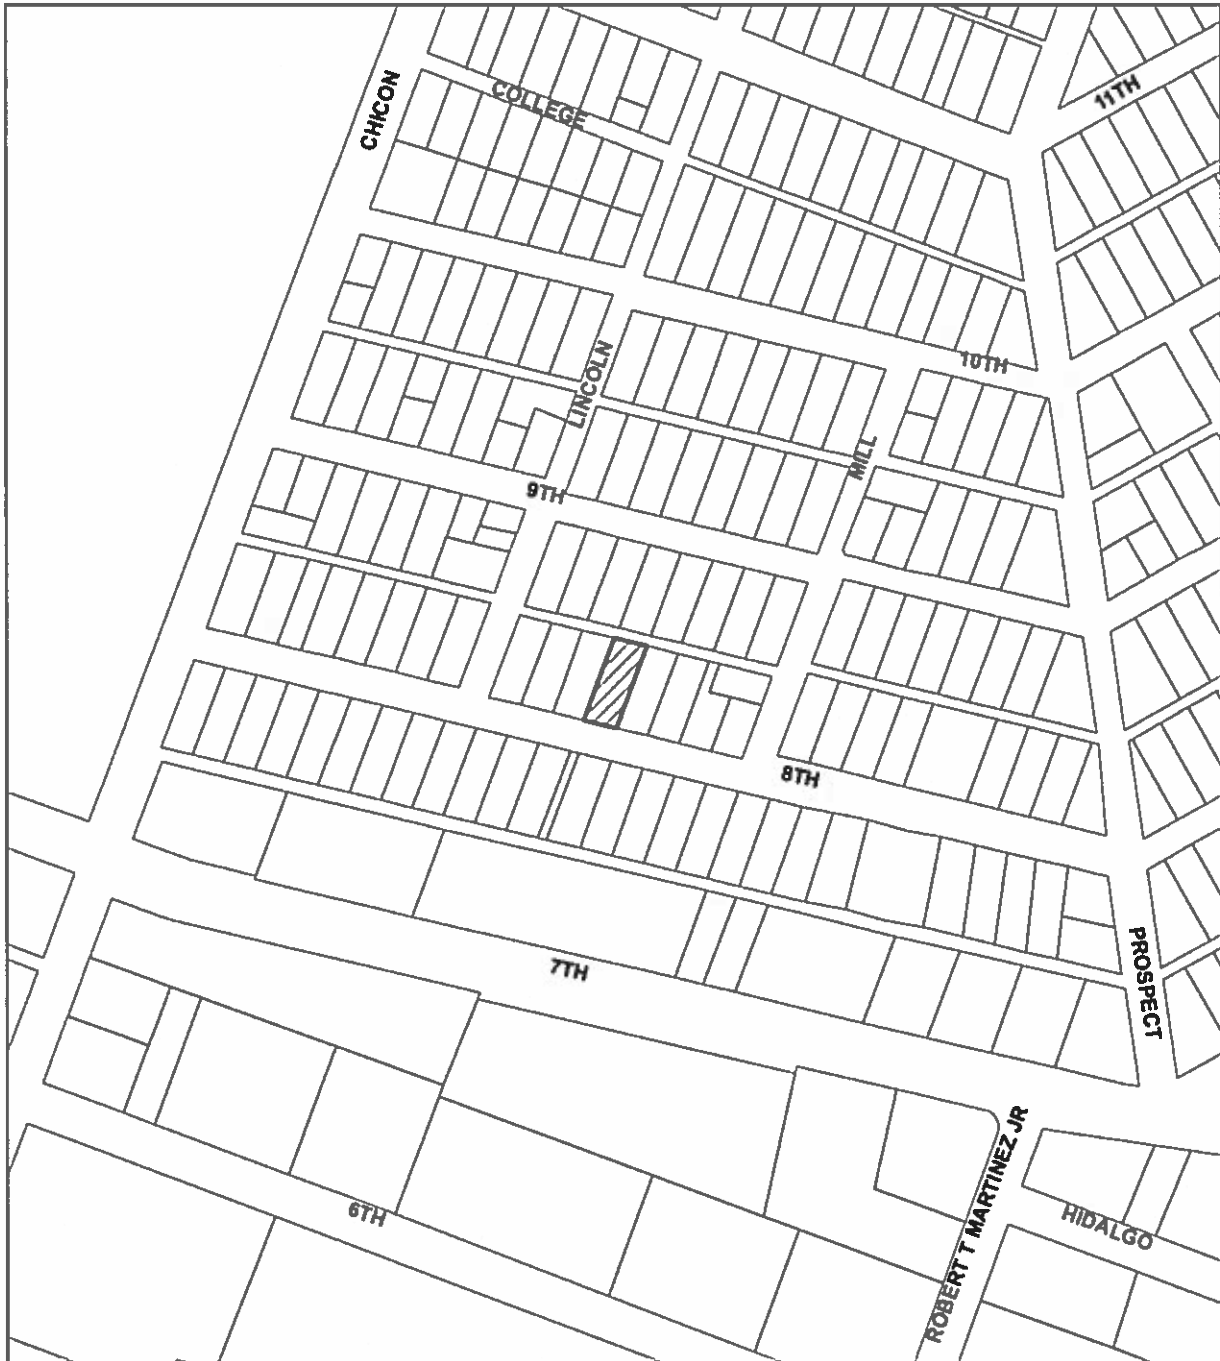 CHICON
COLLEGE
11TH
LINCOLN
10TH
MILL
9TH
8TH
PROSPECT
7TH
ROBERT T MARTINEZ JR
6TH
HIDALGO